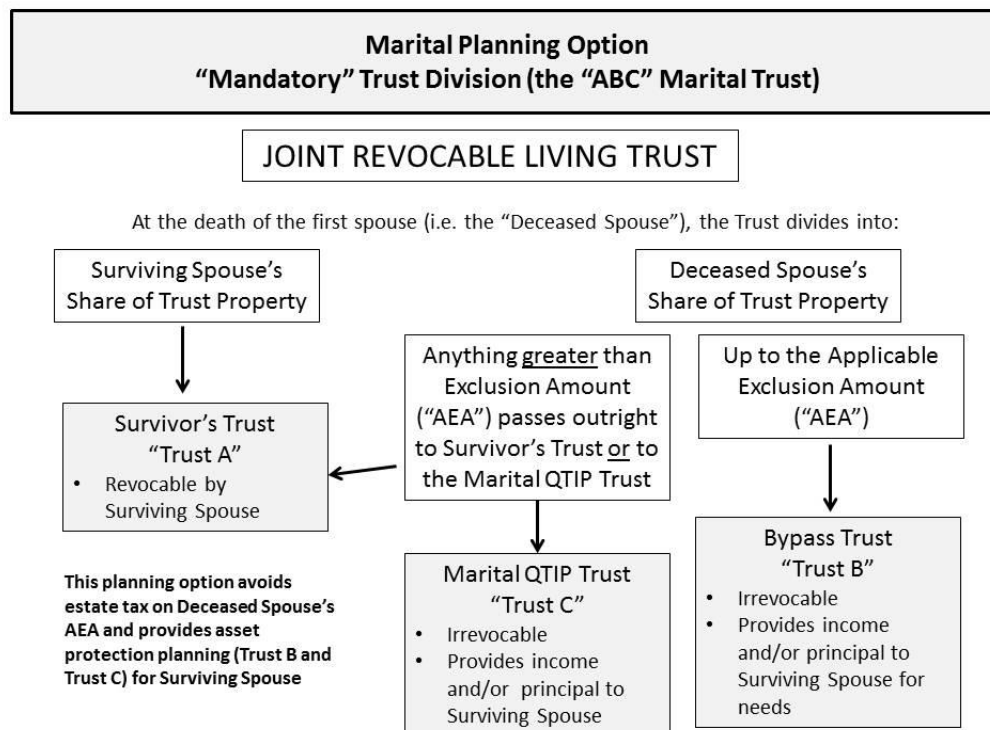 Marital Planning Option
“Mandatory” Trust Division (the “ABC” Marital Trust)
JOINT REVOCABLE LIVING TRUST
At the death of the first spouse (i.e. the “Deceased Spouse”), the Trust divides into:
Surviving Spouse’s
Share of Trust Property
Deceased Spouse’s
Share of Trust Property
Anything greater than
Exclusion Amount
(“AEA”) passes outright
to Survivor’s Trust or to
the Marital QTIP Trust
Up to the Applicable
Exclusion Amount
(“AEA”)
Survivor’s Trust
“Trust A”
• Revocable by
Surviving Spouse
This planning option avoids
estate tax on Deceased Spouse’s
AEA and provides asset
protection planning (Trust B and
Trust C) for Surviving Spouse
Marital QTIP Trust
“Trust C”
• Irrevocable
• Provides income
and/or principal to
Surviving Spouse
Bypass Trust
“Trust B”
• Irrevocable
• Provides income
and/or principal to
Surviving Spouse for
needs